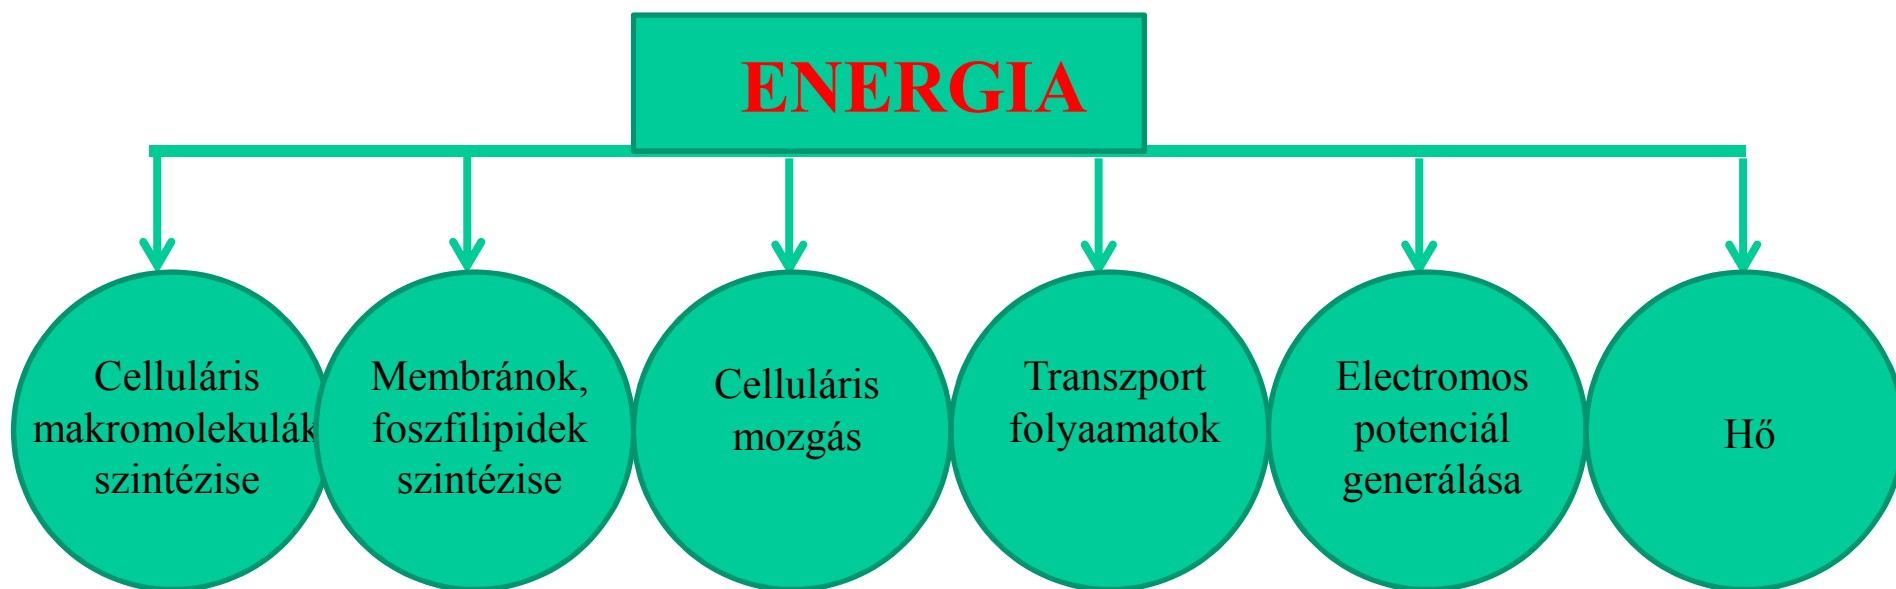 ENERGIA
Celluláris
makromolekulák
szintézise
Membránok,
foszfilipidek
szintézise
Celluláris
mozgás
Transzport
folyaamatok
Electromos
potenciál
generálása
Hő